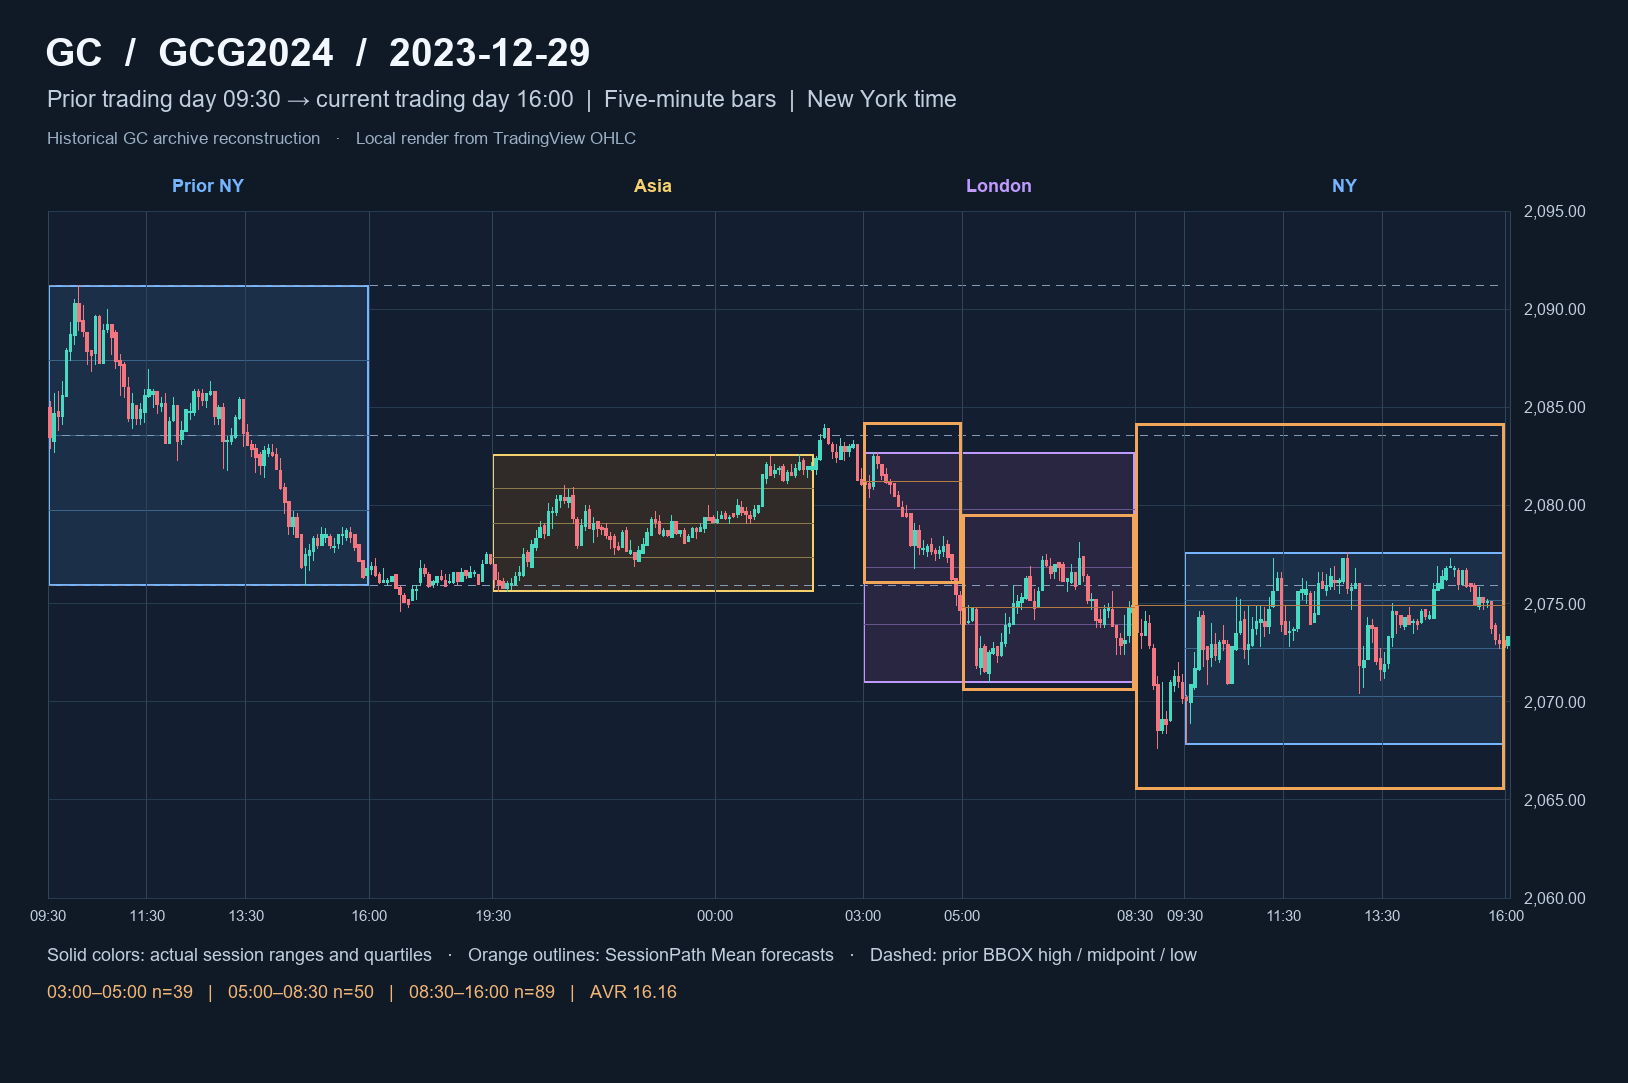 GC / GCG2024 / 2023-12-29
Prior trading day 09:30 → current trading day 16:00 | Five-minute bars | New York time
Historical GC archive reconstruction · Local render from TradingView OHLC
Prior NY Asia London NY
2,095.00
2,090.00
2,085.00
2,080.00
2,075.00
2,070.00
2,065.00
2,060.00
09:30 11:30 13:30 16:00 19:30 00:00 03:00 05:00 08:30 09:30 11:30 13:30 16:00
Solid colors: actual session ranges and quartiles · Orange outlines: SessionPath Mean forecasts · Dashed: prior BBOX high / midpoint / low
03:00–05:00 n=39 | 05:00–08:30 n=50 | 08:30–16:00 n=89 | AVR 16.16